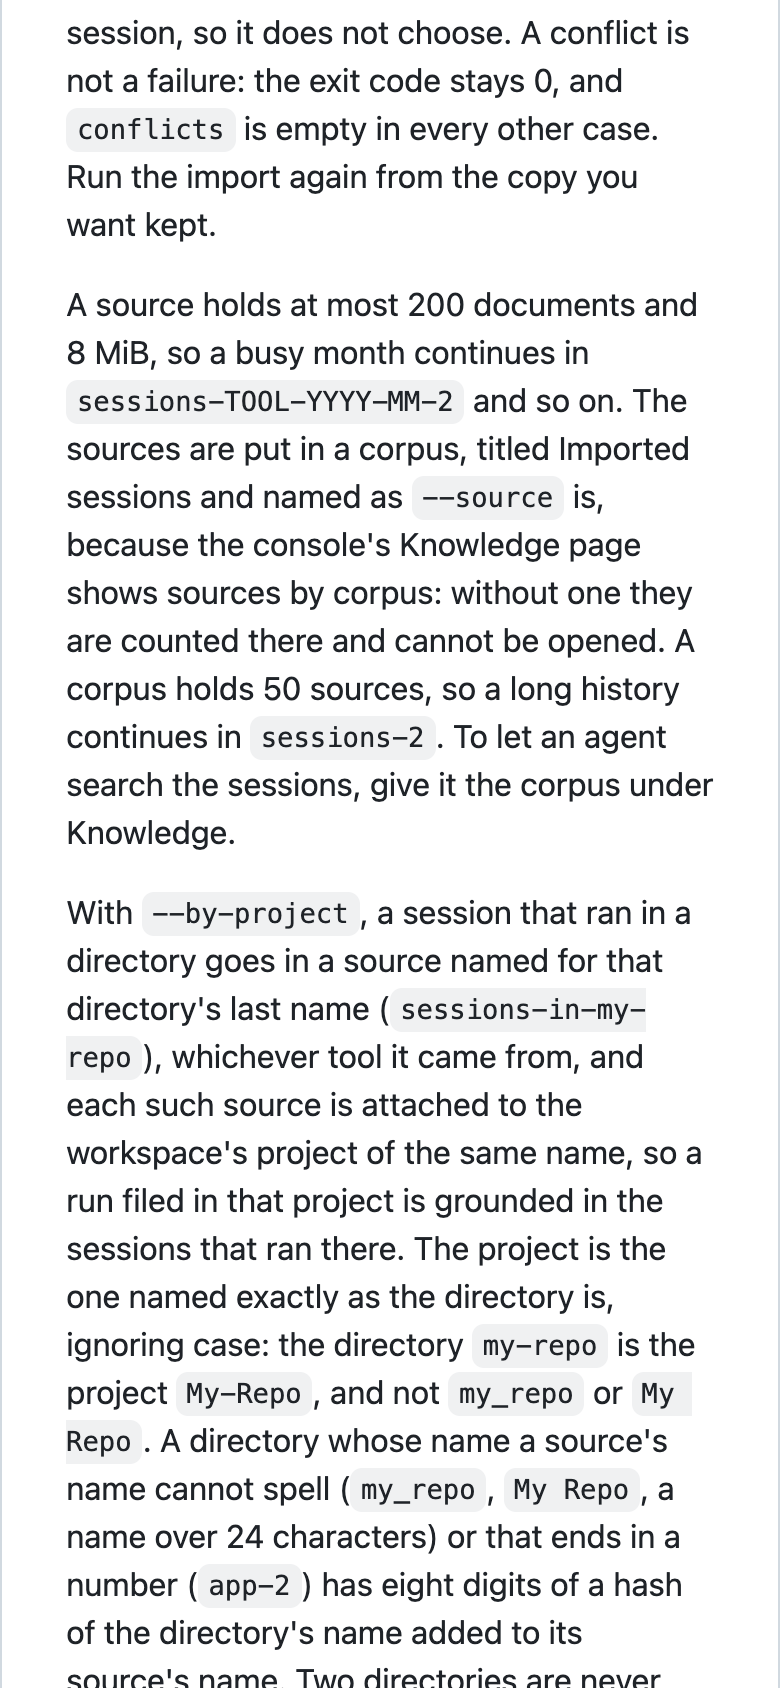 session, so it does not choose. A conflict is
not a failure: the exit code stays 0, and
conflicts is empty in every other case.
Run the import again from the copy you
want kept.
A source holds at most 200 documents and
8 MiB, so a busy month continues in
sessions-TOOL-YYYY-MM-2 and so on. The
sources are put in a corpus, titled Imported
sessions and named as --source is,
because the console's Knowledge page
shows sources by corpus: without one they
are counted there and cannot be opened. A
corpus holds 50 sources, so a long history
continues in sessions-2. To let an agent
search the sessions, give it the corpus under
Knowledge.
With --by-project, a session that ran in a
directory goes in a source named for that
directory's last name (sessions-in-my-
repo), whichever tool it came from, and
each such source is attached to the
workspace's project of the same name, so a
run filed in that project is grounded in the
sessions that ran there. The project is the
one named exactly as the directory is,
ignoring case: the directory my-repo is the
project My-Repo, and not my_repo or My
Repo. A directory whose name a source's
name cannot spell (my_repo, My Repo, a
name over 24 characters) or that ends in a
number (app-2) has eight digits of a hash
of the directory's name added to its
source's name. Two directories are never